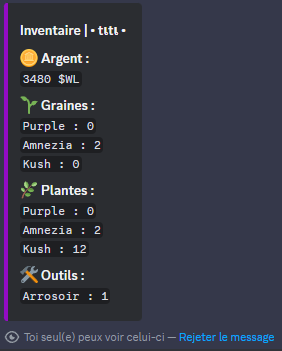 Inventaire | • tttt •
Argent :
3480 $WL
Graines :
Purple : 0
Amnezia : 2
Kush : 0
Plantes :
Purple : 0
Amnezia : 2
Kush : 12
Outils :
Arrosoir : 1
Toi seul(e) peux voir celui-ci — Rejeter le message